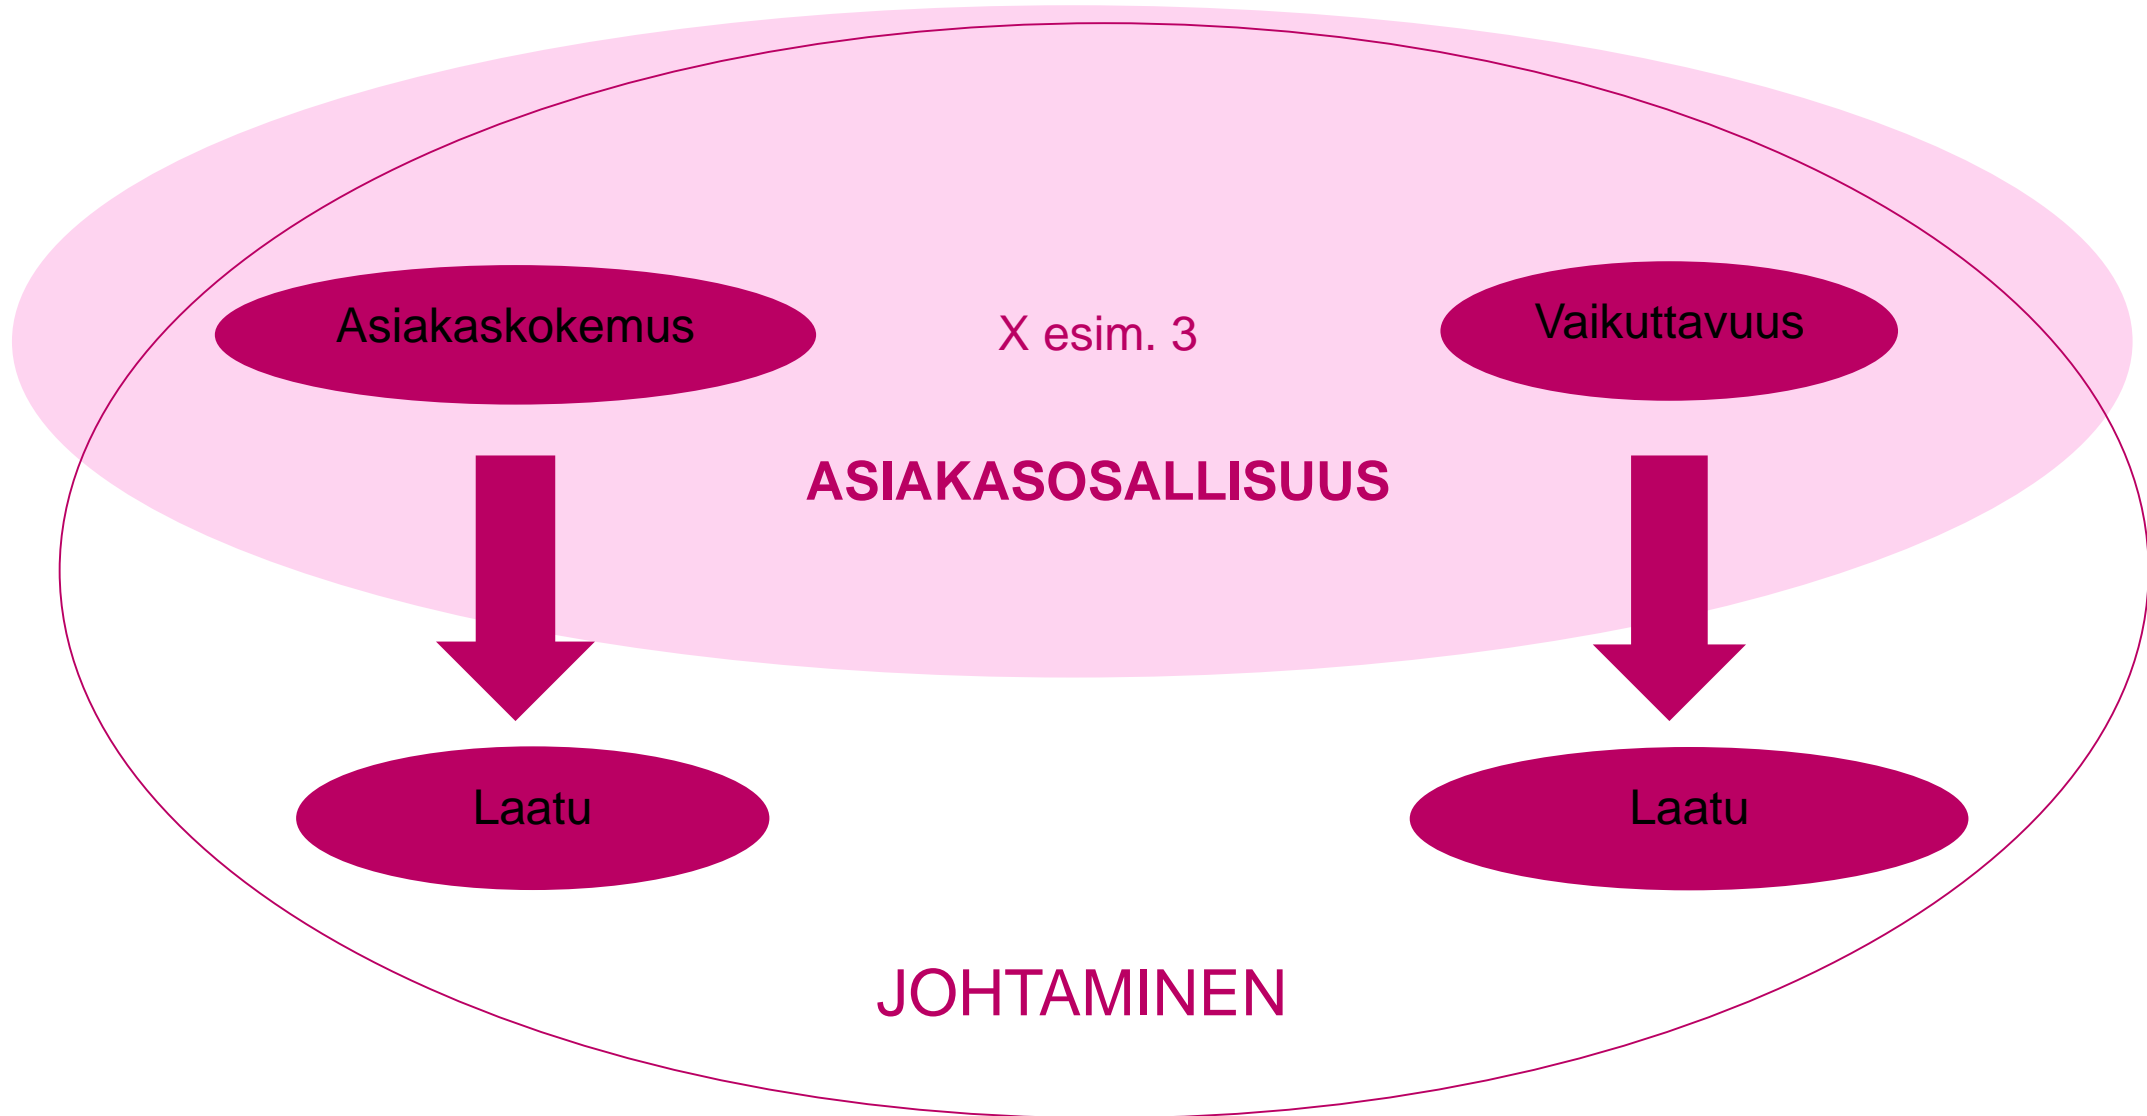 Asiakaskokemus
X esim. 3
Vaikuttavuus
ASIAKASOSALLISUUS
Laatu
Laatu
JOHTAMINEN